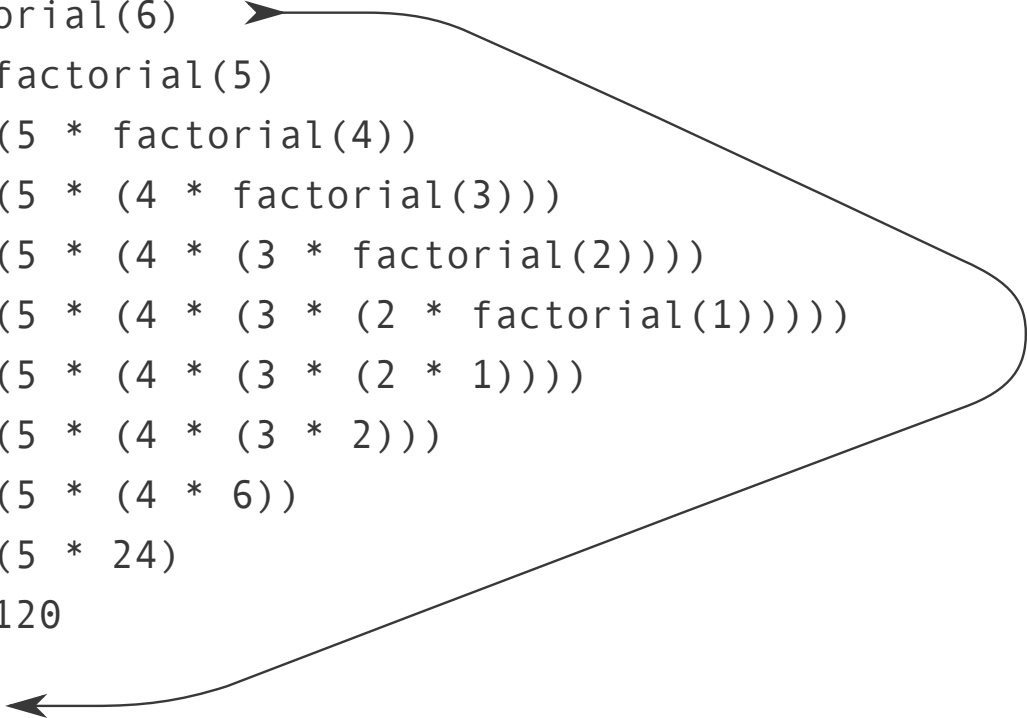 orial(6)
factorial(5)
(5 * factorial(4))
(5 * (4 * factorial(3)))
(5 * (4 * (3 * factorial(2))))
(5 * (4 * (3 * (2 * factorial(1)))))
(5 * (4 * (3 * (2 * 1))))
(5 * (4 * (3 * 2)))
(5 * (4 * 6))
(5 * 24)
120